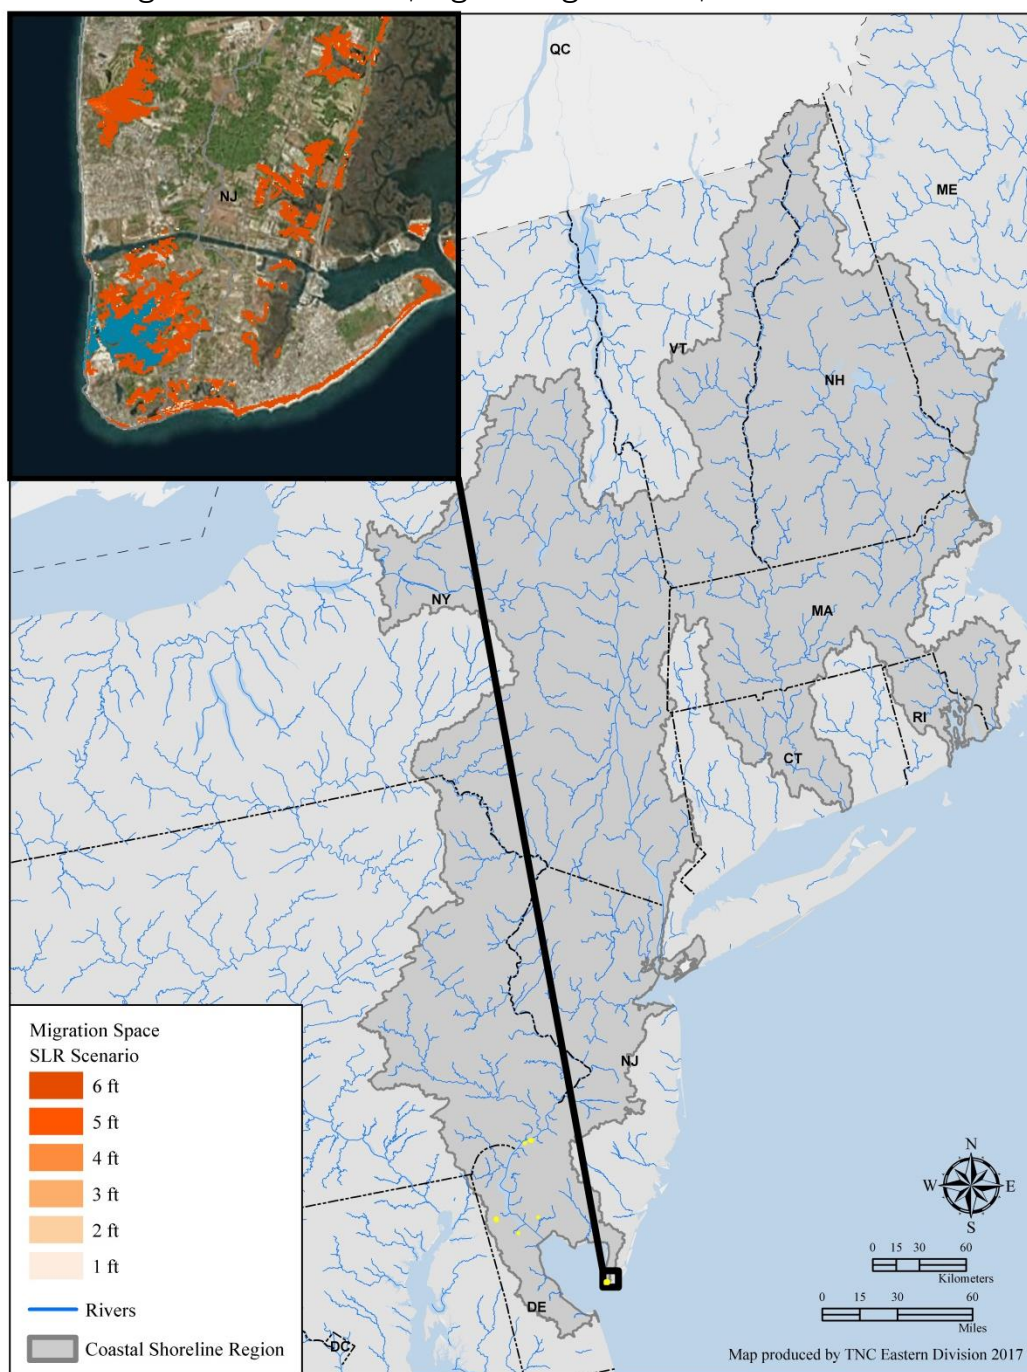 QC
ME
NJ
VT
NH
NY
MA
RI
CT
NJ
DE
DC
Migration Space
SLR Scenario
6 ft
5 ft
4 ft
3 ft
2 ft
1 ft
Rivers
Coastal Shoreline Region
N
W E
S
0 15 30 60
Kilometers
0 15 30 60
Miles
Map produced by TNC Eastern Division 2017